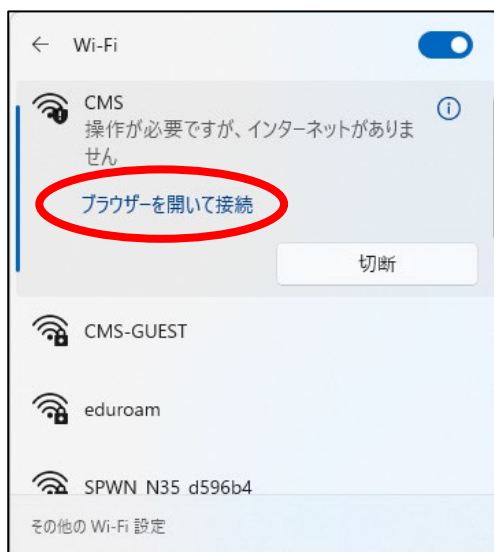 Wi-Fi
CMS
操作が必要ですが、インターネットがありま
せん
ブラウザーを開いて接続
切断
CMS-GUEST
eduroam
SPWN_N35_d596b4
その他の Wi-Fi 設定